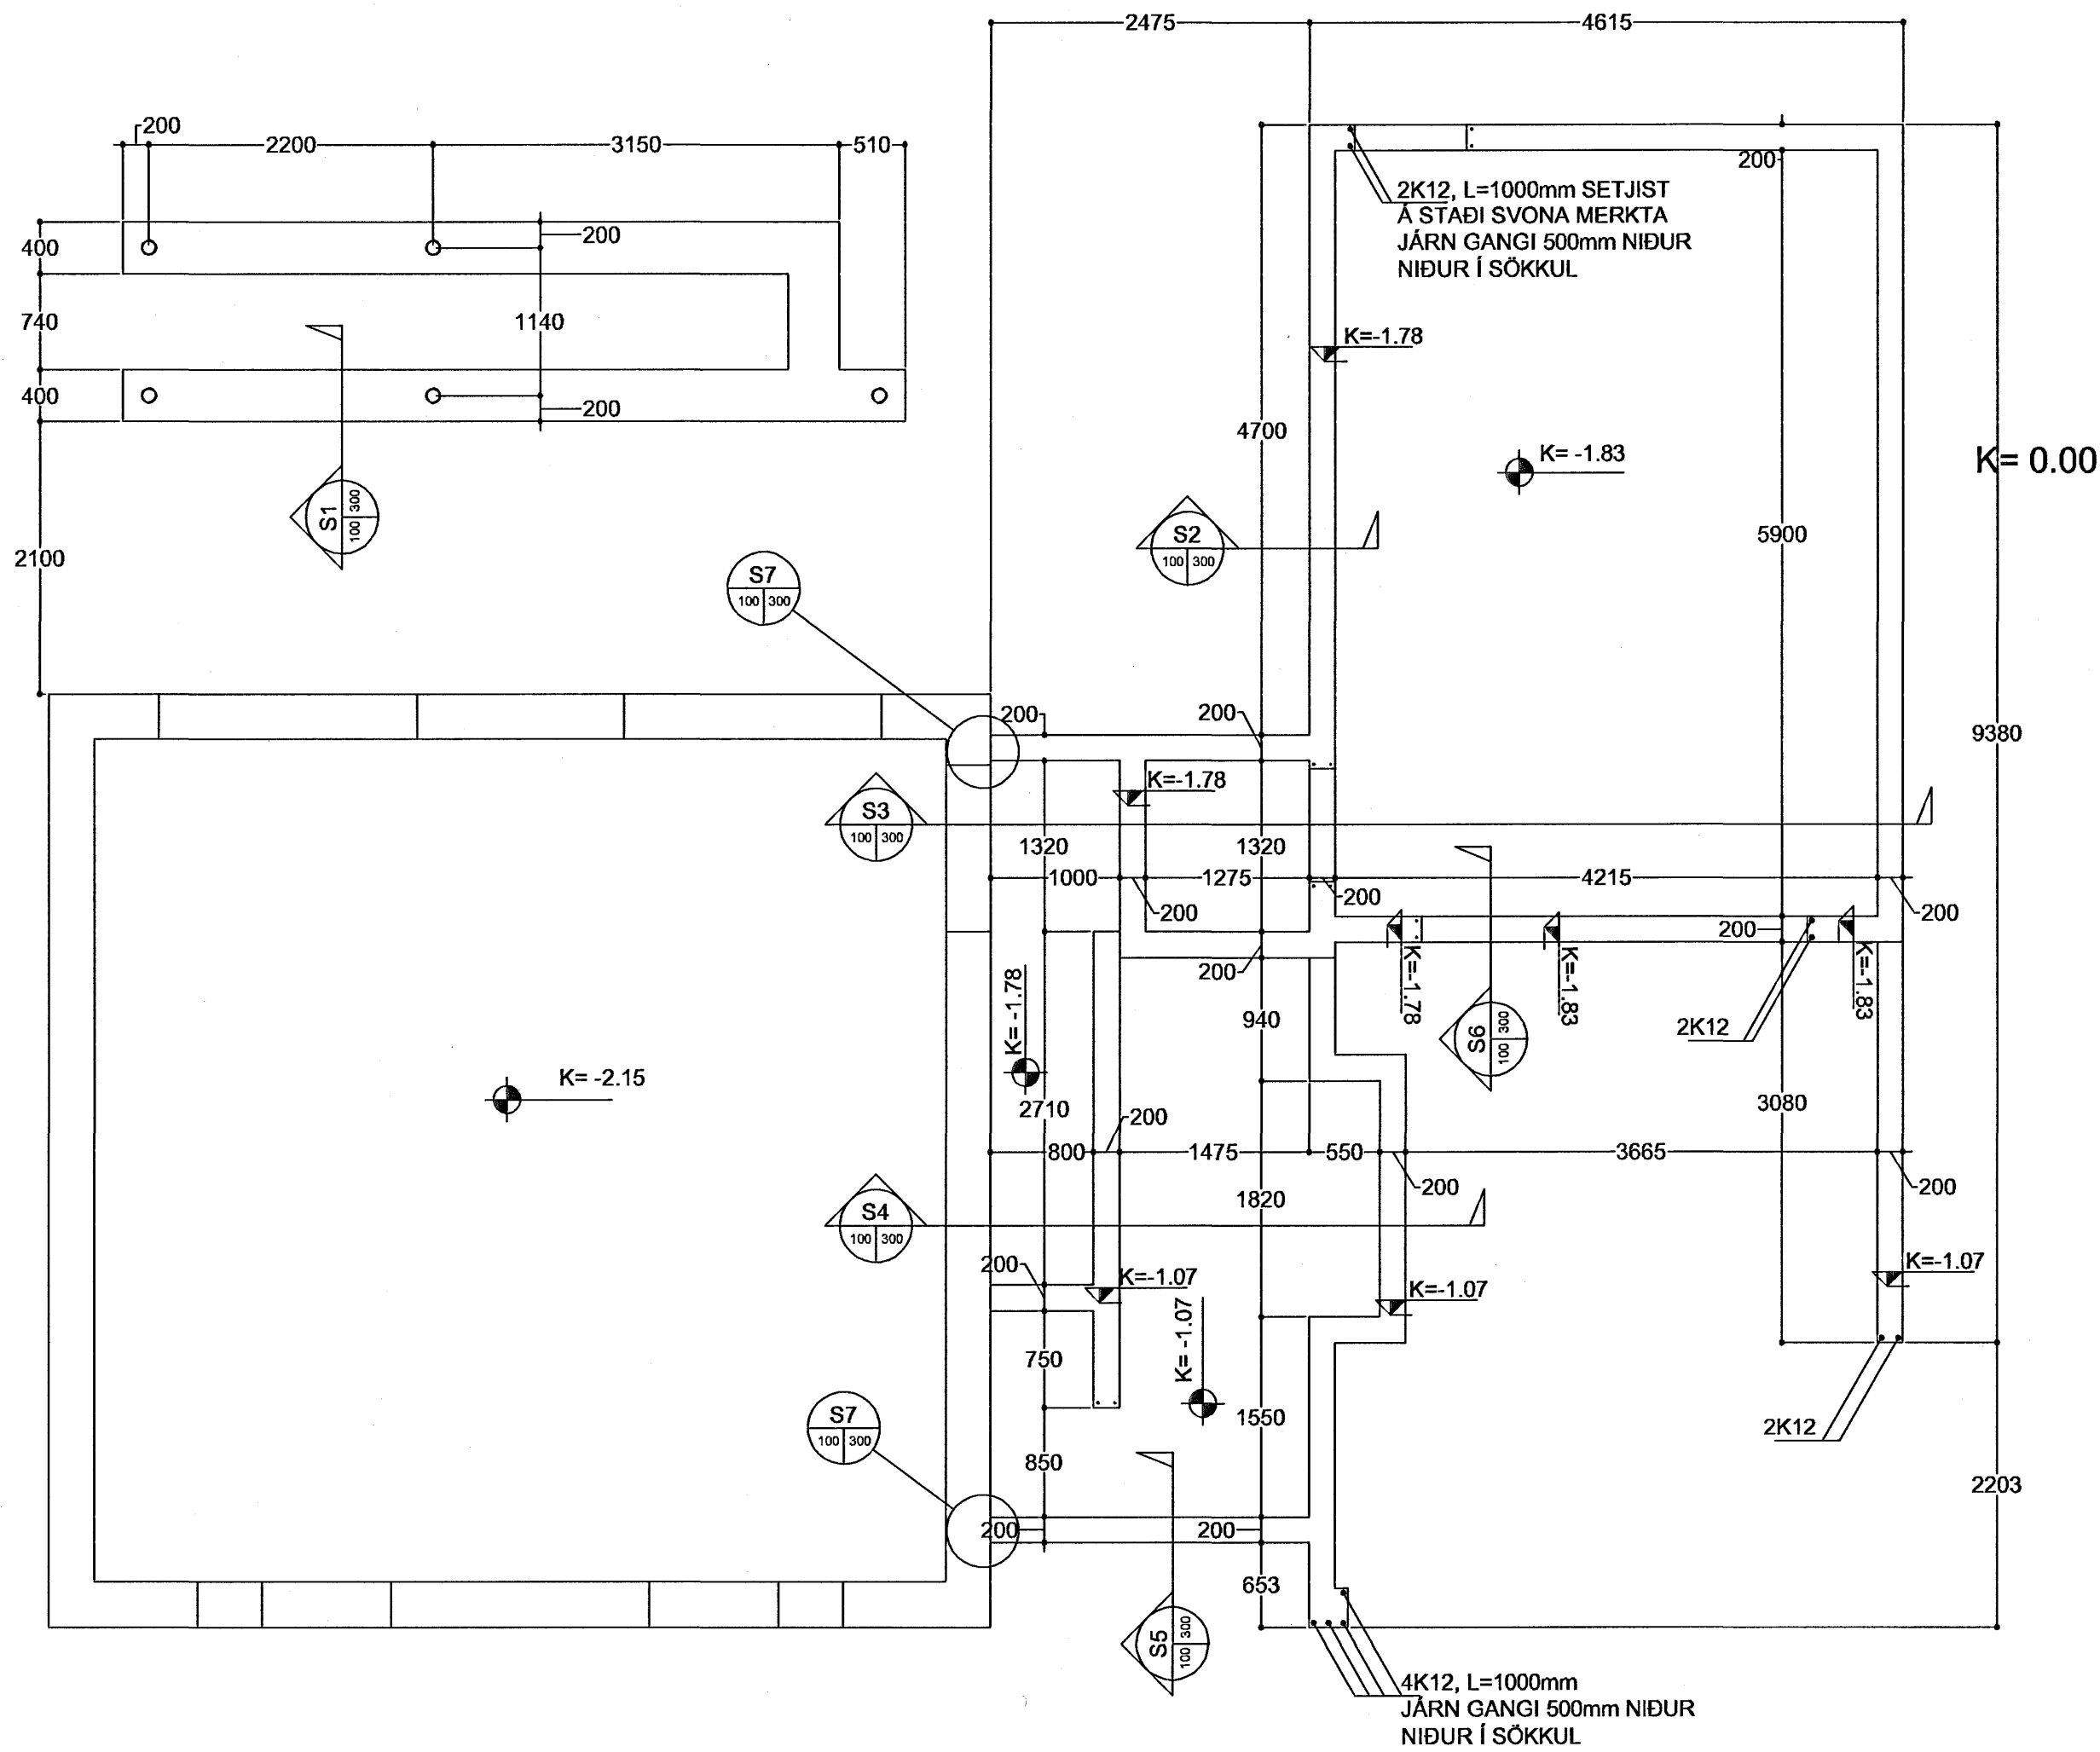 2475
4615
200
2200
3150
510
400
200
740
1140
400
200
2100
200
2K12, L=1000mm SETJIST
Á STAÐI SVONA MERKTA
JÁRN GANGI 500mm NIÐUR
NIÐUR Í SÖKKUL
K=-1.78
4700
K= -1.83
K= 0.00
5900
S1
100 300
S2
100 300
S7
100 300
200
200
9380
K=-1.78
S3
100 300
1320
1320
1000
1275
4215
200
200
200
200
200
K=-1.78
K=-1.83
K=-1.83
K= -1.78
940
S6
100 300
2K12
K= -2.15
2710
3080
200
800
1475
550
3665
200
200
1820
S4
100 300
200
K=-1.07
K=-1.07
K=-1.07
K= -1.07
750
S7
100 300
1550
2K12
850
2203
200
200
653
S5
100 300
4K12, L=1000mm
JÁRN GANGI 500mm NIÐUR
NIÐUR Í SÖKKUL